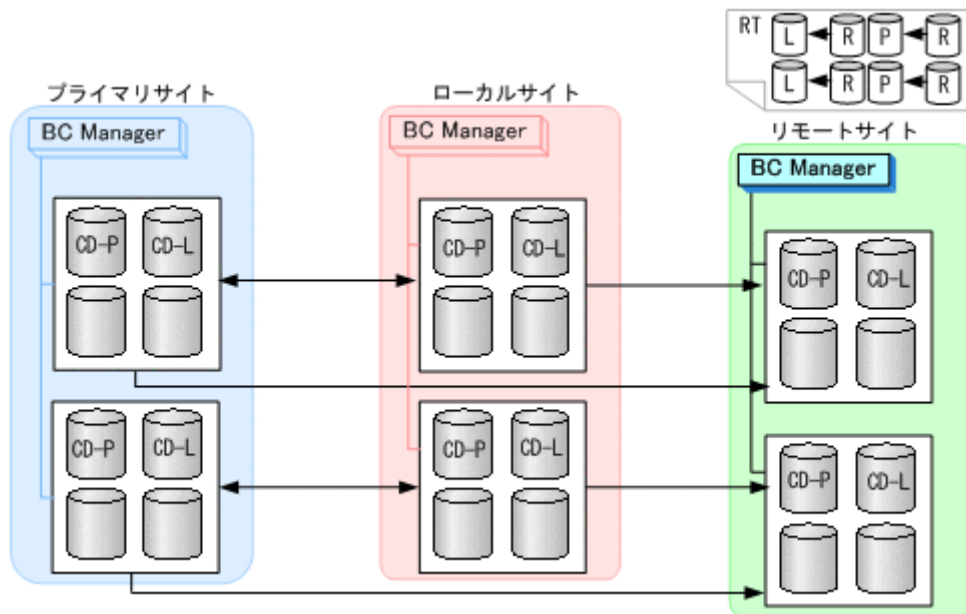 RT L R P R
L R P R
プライマリサイト
BC Manager
CD-P CD-L
CD-P CD-L
ローカルサイト
BC Manager
CD-P CD-L
CD-P CD-L
リモートサイト
BC Manager
CD-P CD-L
CD-P CD-L